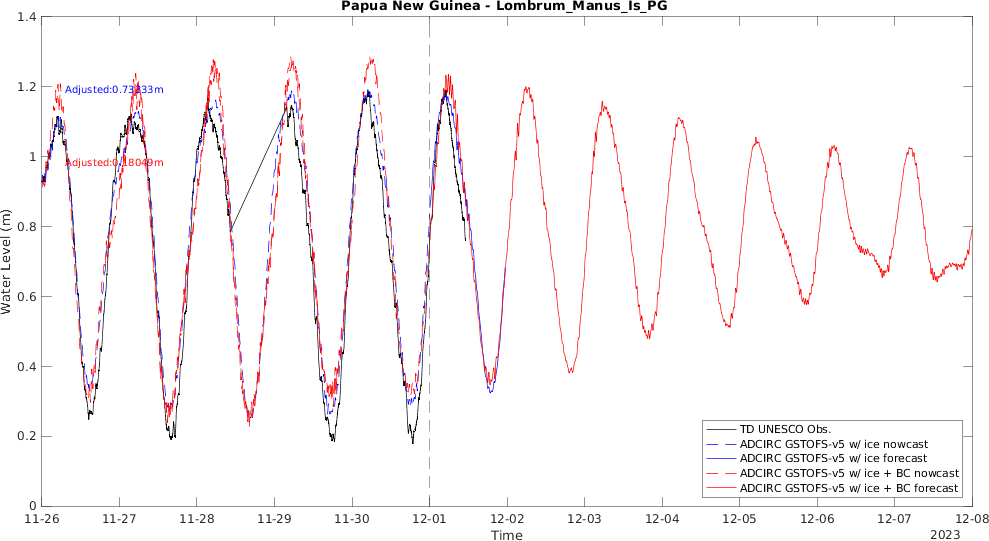 Papua New Guinea - Lombrum_Manus_Is_PG
1.4
1.2
1
0.8
0.6
0.4
0.2
0
Water Level (m)
Adjusted:0.73333m
TD UNESCO Obs.
ADCIRC GSTOFS-v5 w/ ice nowcast
ADCIRC GSTOFS-v5 w/ ice forecast
ADCIRC GSTOFS-v5 w/ ice + BC nowcast
ADCIRC GSTOFS-v5 w/ ice + BC forecast
11-26 11-27 11-28 11-29 11-30 12-01 12-02 12-03 12-04 12-05 12-06 12-07 12-08
Time
2023